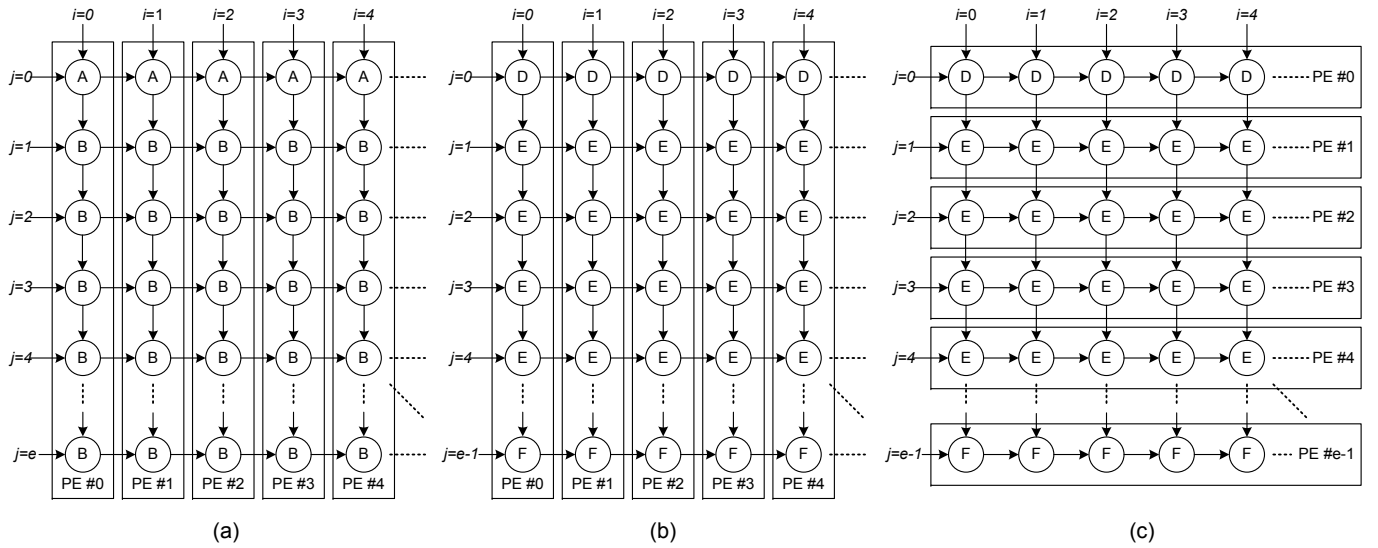 i=0 i=1 i=2 i=3 i=4
j=0 A A A A A
j=1 B B B B B
j=2 B B B B B
j=3 B B B B B
j=4 B B B B B
j=e B B B B B
PE #0 PE #1 PE #2 PE #3 PE #4
(a)
i=0 i=1 i=2 i=3 i=4
j=0 D D D D D
j=1 E E E E E
j=2 E E E E E
j=3 E E E E E
j=4 E E E E E
j=e-1 F F F F F
PE #0 PE #1 PE #2 PE #3 PE #4
(b)
i=0 i=1 i=2 i=3 i=4
j=0 D D D D D PE #0
j=1 E E E E E PE #1
j=2 E E E E E PE #2
j=3 E E E E E PE #3
j=4 E E E E E PE #4
j=e-1 F F F F F PE #e-1
(c)